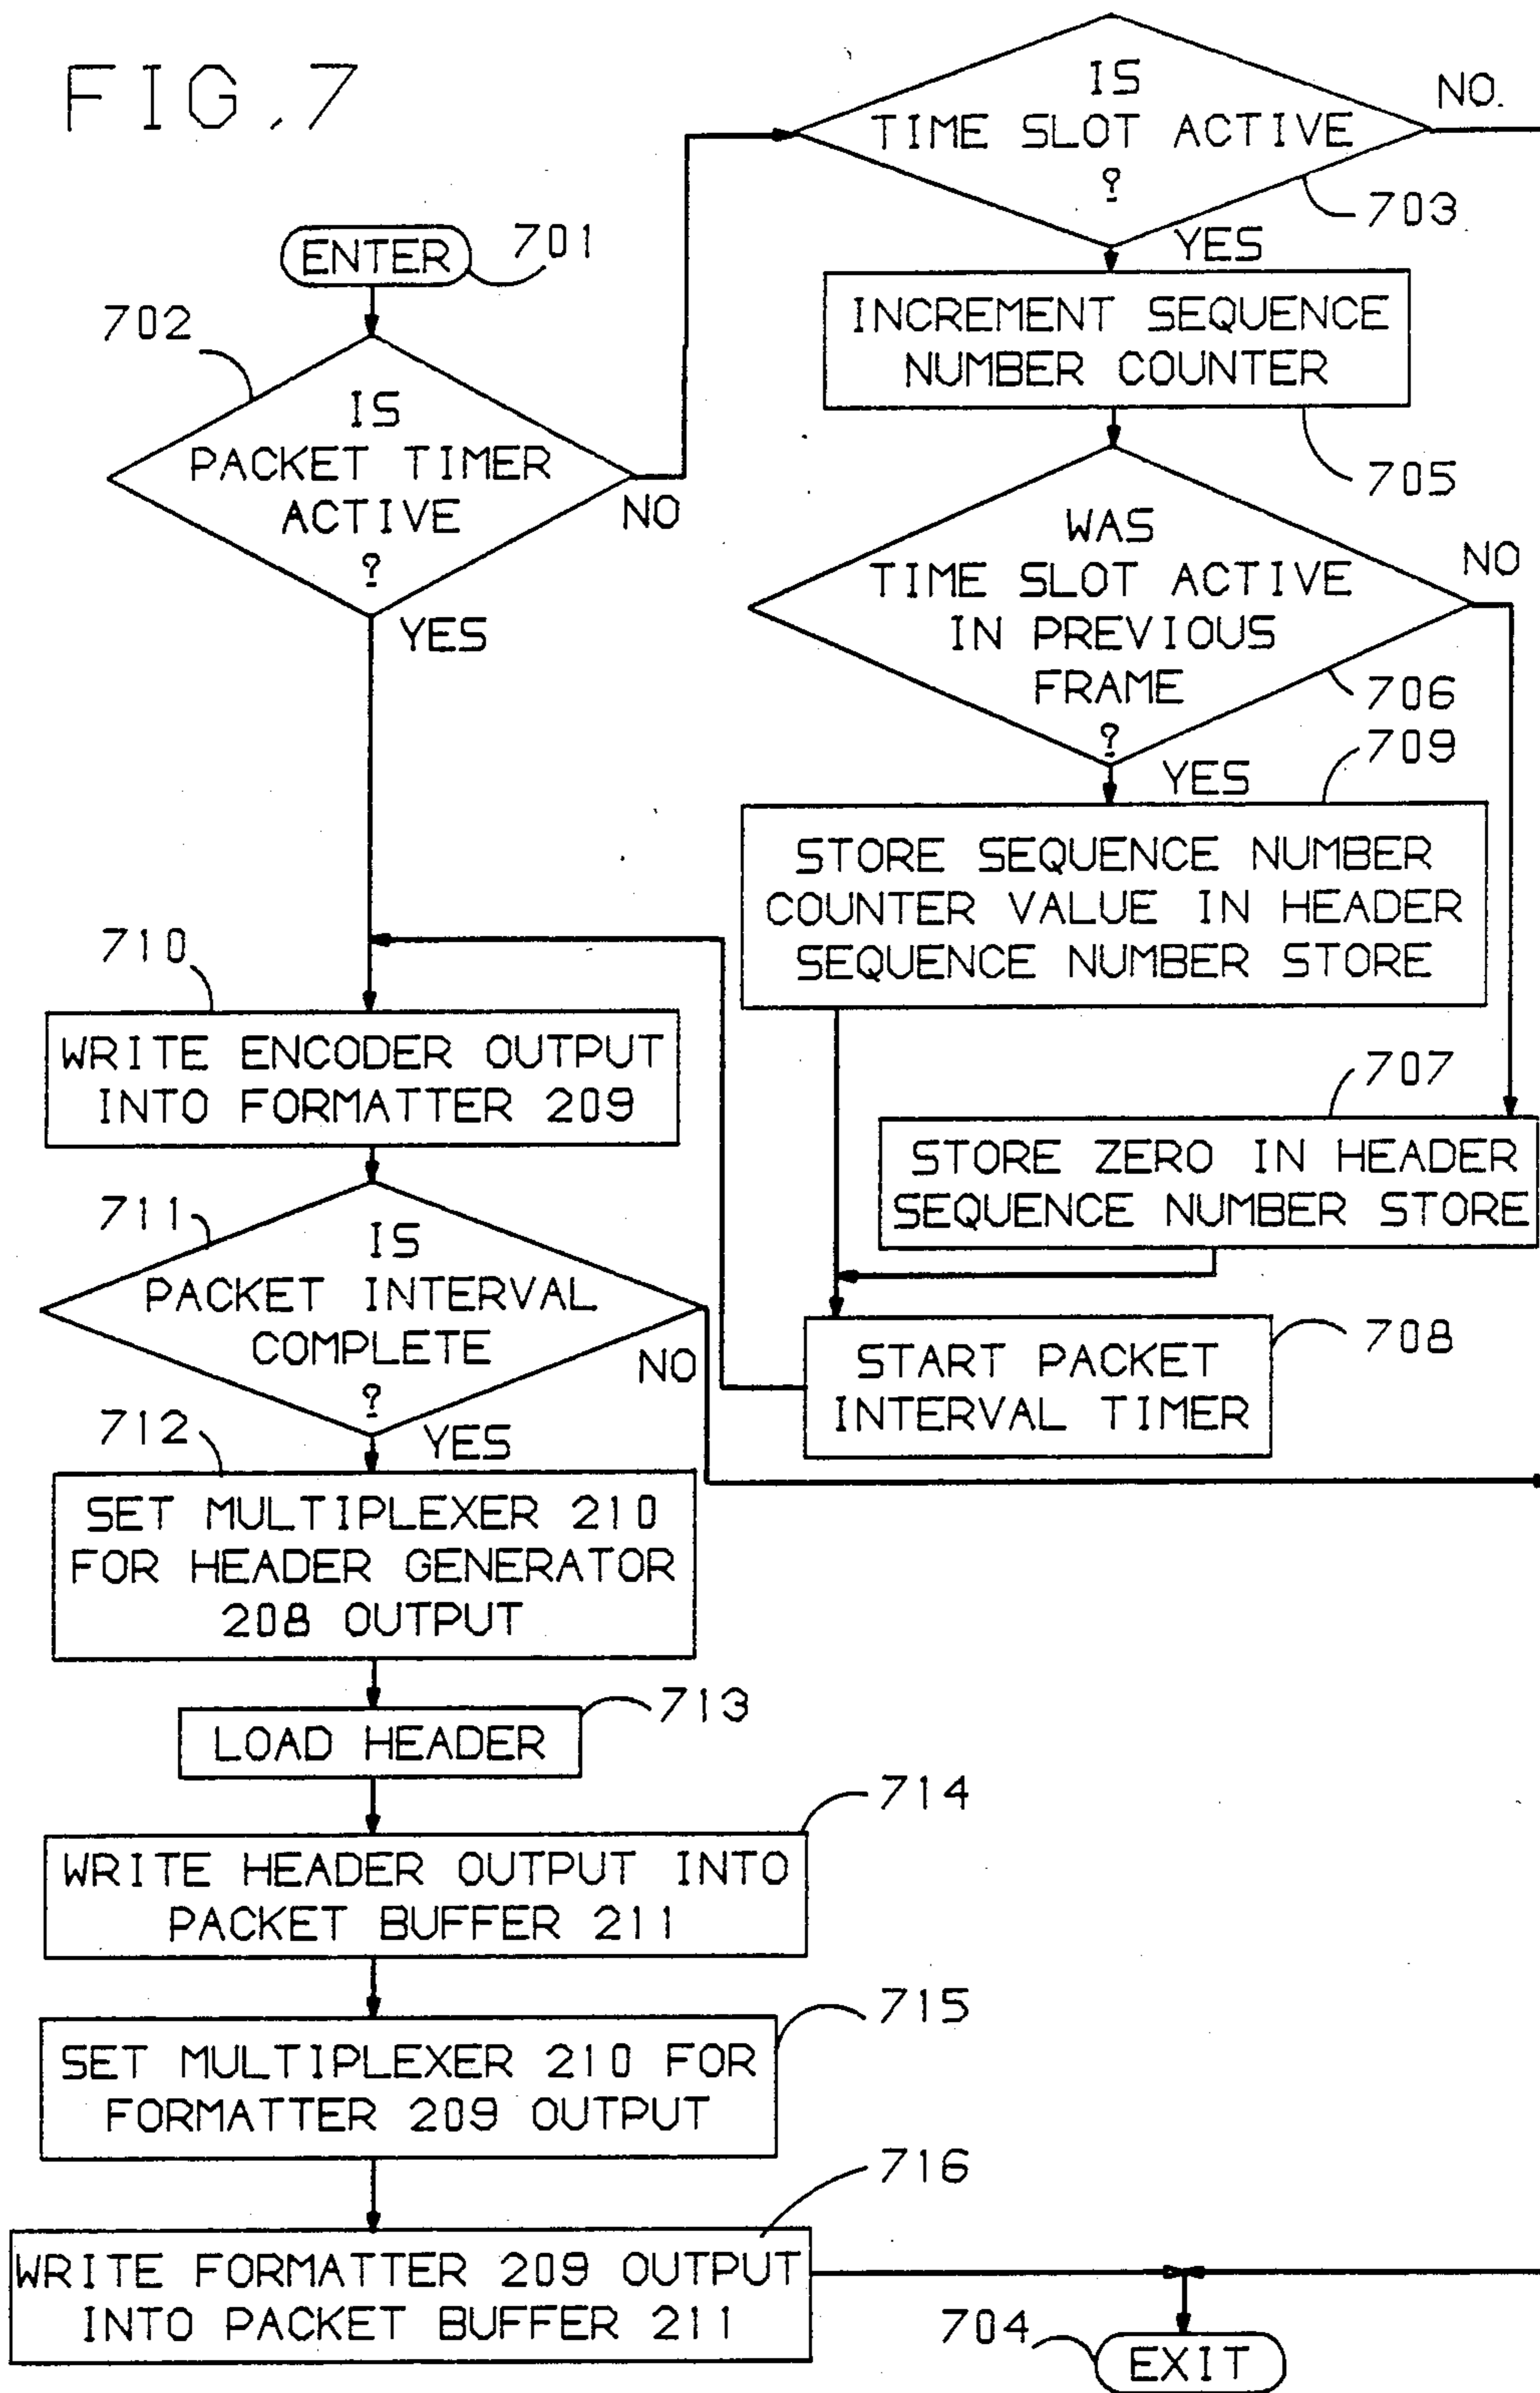 FIG.7
ENTER
701
702
IS
PACKET TIMER
ACTIVE
?
NO
YES
IS
TIME SLOT ACTIVE
?
NO.
703
YES
INCREMENT SEQUENCE
NUMBER COUNTER
705
WAS
TIME SLOT ACTIVE
IN PREVIOUS
FRAME
?
NO
706
YES
709
STORE SEQUENCE NUMBER
COUNTER VALUE IN HEADER
SEQUENCE NUMBER STORE
707
STORE ZERO IN HEADER
SEQUENCE NUMBER STORE
708
START PACKET
INTERVAL TIMER
710
WRITE ENCODER OUTPUT
INTO FORMATTER 209
711
IS
PACKET INTERVAL
COMPLETE
?
NO
YES
712
SET MULTIPLEXER 210
FOR HEADER GENERATOR
208 OUTPUT
713
LOAD HEADER
714
WRITE HEADER OUTPUT INTO
PACKET BUFFER 211
715
SET MULTIPLEXER 210 FOR
FORMATTER 209 OUTPUT
716
WRITE FORMATTER 209 OUTPUT
INTO PACKET BUFFER 211
704
EXIT